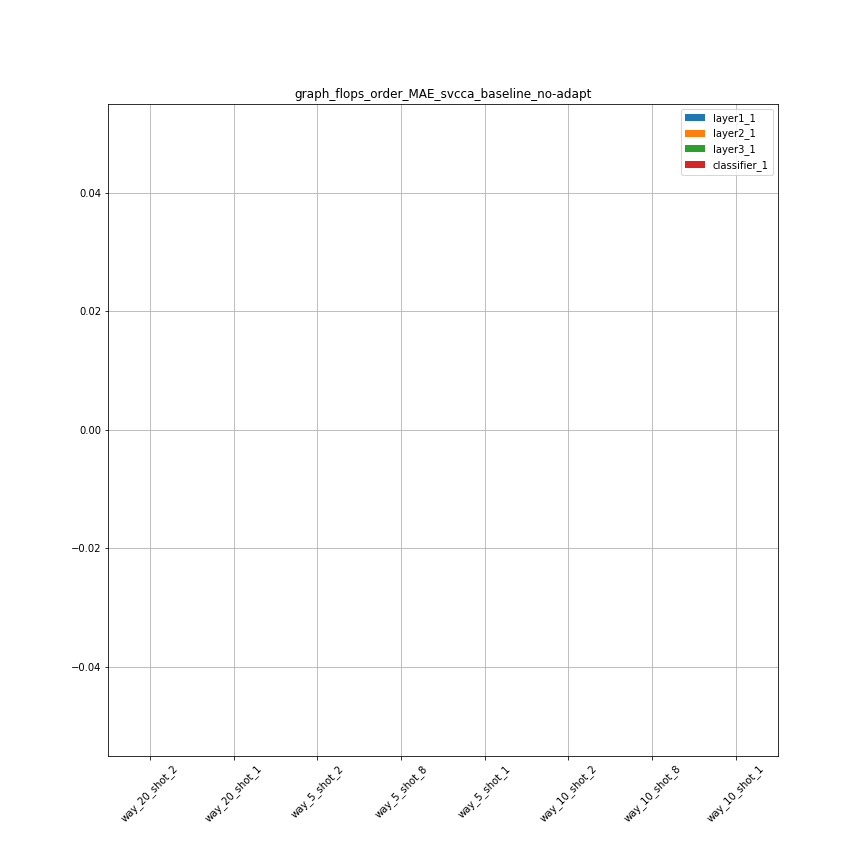 graph_flops_order_MAE_svcca_baseline_no-adapt
layer1_1
layer2_1
layer3_1
classifier_1
0.04
0.02
0.00
−0.02
−0.04
way_20_shot_2
way_20_shot_1
way_5_shot_2
way_5_shot_8
way_5_shot_1
way_10_shot_2
way_10_shot_8
way_10_shot_1